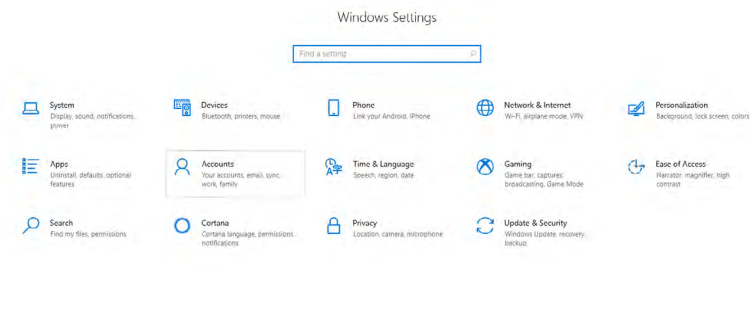 Windows Settings
Find a setting
System
Display, sound, notifications,
power
Devices
Bluetooth, printers, mouse
Phone
Link your Android, iPhone
Network & Internet
Wi-Fi, airplane mode, VPN
Personalization
Background, lock screen, colors
Apps
Uninstall, defaults, optional
features
Accounts
Your accounts, email, sync,
work, family
Time & Language
Speech, region, date
Gaming
Game bar, captures,
broadcasting, Game Mode
Ease of Access
Narrator, magnifier, high
contrast
Search
Find my files, permissions
Cortana
Cortana language, permissions,
notifications
Privacy
Location, camera, microphone
Update & Security
Windows Update, recovery,
backup